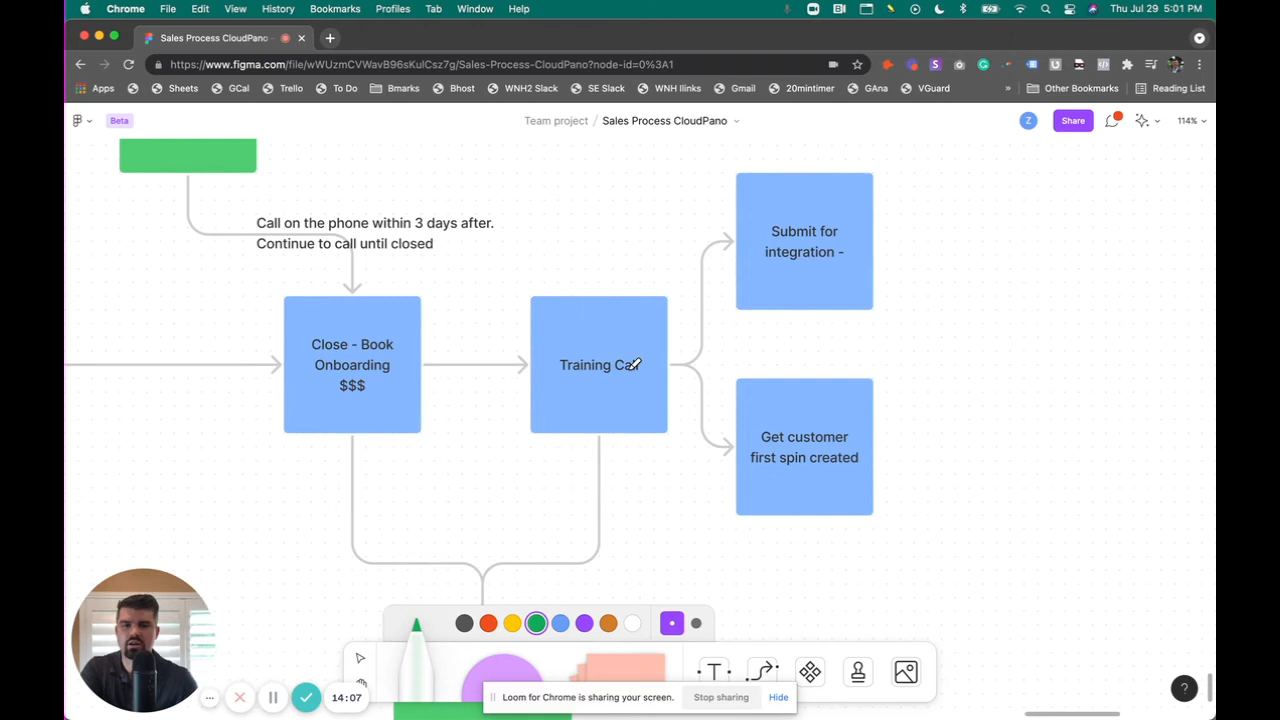 Chrome File Edit View History Bookmarks Profiles Tab Window Help
Thu Jul 29 5:01 PM
Sales Process CloudPano –
https://www.figma.com/file/wWUzmCVWavB96sKulCsz7g/Sales-Process-CloudPano?node-id=0%3A1
Apps Sheets GCal Trello To Do Bmarks Bhost WNH2 Slack SE Slack WNH llinks Gmail 20mintimer GAna VGuard » Other Bookmarks Reading List
Beta
Team project / Sales Process CloudPano
Z
Share
114%
Call on the phone within 3 days after.
Continue to call until closed
Submit for
integration -
Close - Book
Onboarding
$$$
Training Call
Get customer
first spin created
14:07
Loom for Chrome is sharing your screen.
Stop sharing
Hide
T
?